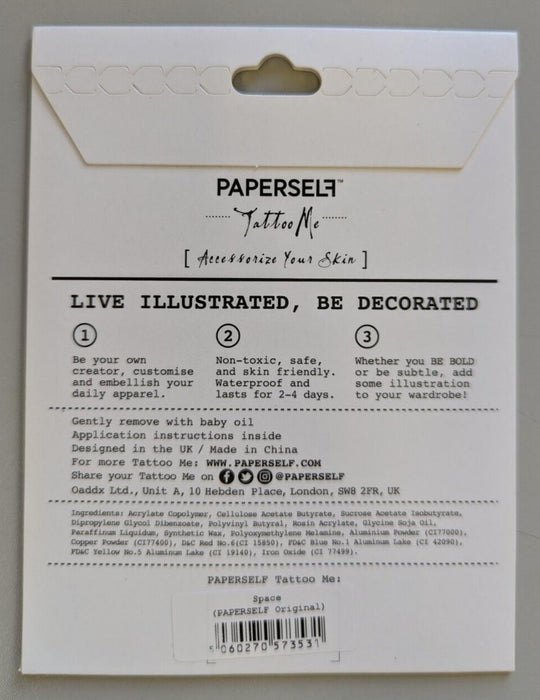 PAPERSELF™
Tattoo Me
[ Accessorize Your Skin ]
LIVE ILLUSTRATED, BE DECORATED
1
Be your own
creator, customise
and embellish your
daily apparel.
2
Non-toxic, safe,
and skin friendly.
Waterproof and
lasts for 2-4 days.
3
Whether you BE BOLD
or be subtle, add
some illustration
to your wardrobe!
Gently remove with baby oil
Application instructions inside
Designed in the UK / Made in China
For more Tattoo Me: WWW.PAPERSELF.COM
Share your Tattoo Me on @PAPERSELF
Oaddx Ltd., Unit A, 10 Hebden Place, London, SW8 2FR, UK
Ingredients: Acrylate Copolymer, Cellulose Acetate Butyrate, Sucrose Acetate Isobutyrate,
Dipropylene Glycol Dibenzoate, Polyvinyl Butyral, Rosin Acrylate, Glycine Soja Oil,
Paraffinum Liquidum, Synthetic Wax, Polyoxymethylene Melamine, Aluminium Powder (CI77000),
Copper Powder (CI77400), D&C Red No.6(CI 15850), FD&C Blue No.1 Aluminum Lake (CI 42090),
FD&C Yellow No.5 Aluminum Lake (CI 19140), Iron Oxide (CI 77499).
PAPERSELF Tattoo Me:
Space
(PAPERSELF Original)
5 060270 573531